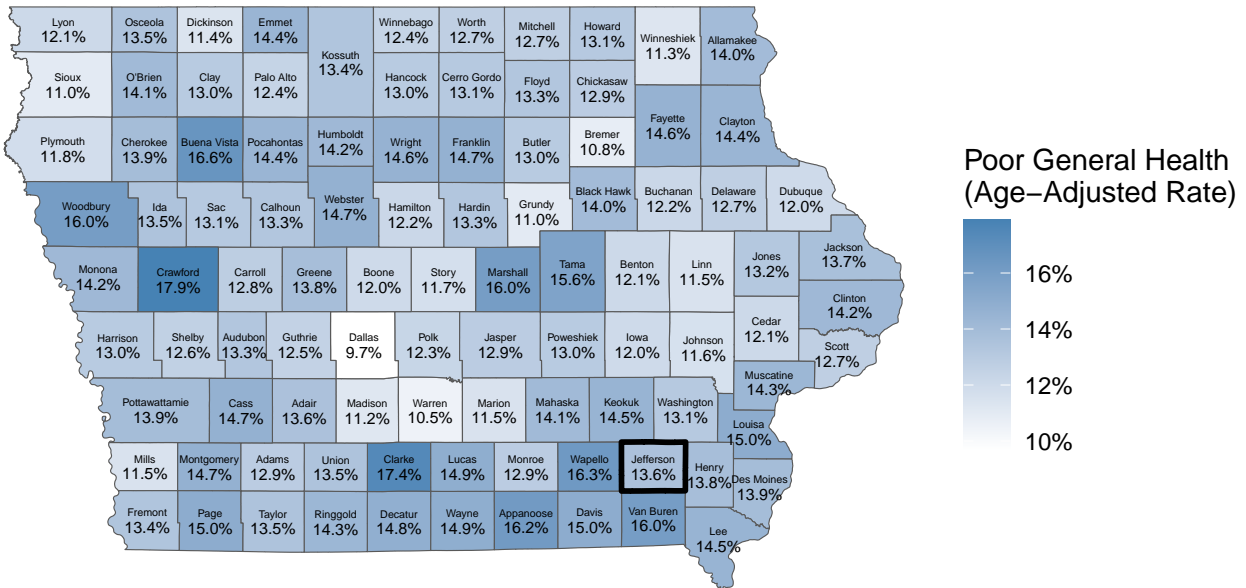 Lyon
12.1%
Osceola
13.5%
Dickinson
11.4%
Emmet
14.4%
Kossuth
13.4%
Winnebago
12.4%
Worth
12.7%
Mitchell
12.7%
Howard
13.1%
Winneshiek
11.3%
Allamakee
14.0%
Sioux
11.0%
O'Brien
14.1%
Clay
13.0%
Palo Alto
12.4%
Hancock
13.0%
Cerro Gordo
13.1%
Floyd
13.3%
Chickasaw
12.9%
Fayette
14.6%
Clayton
14.4%
Plymouth
11.8%
Cherokee
13.9%
Buena Vista
16.6%
Pocahontas
14.4%
Humboldt
14.2%
Wright
14.6%
Franklin
14.7%
Butler
13.0%
Bremer
10.8%
Woodbury
16.0%
Ida
13.5%
Sac
13.1%
Calhoun
13.3%
Webster
14.7%
Hamilton
12.2%
Hardin
13.3%
Grundy
11.0%
Black Hawk
14.0%
Buchanan
12.2%
Delaware
12.7%
Dubuque
12.0%
Monona
14.2%
Crawford
17.9%
Carroll
12.8%
Greene
13.8%
Boone
12.0%
Story
11.7%
Marshall
16.0%
Tama
15.6%
Benton
12.1%
Linn
11.5%
Jones
13.2%
Jackson
13.7%
Clinton
14.2%
Harrison
13.0%
Shelby
12.6%
Audubon
13.3%
Guthrie
12.5%
Dallas
9.7%
Polk
12.3%
Jasper
12.9%
Poweshiek
13.0%
Iowa
12.0%
Johnson
11.6%
Cedar
12.1%
Scott
12.7%
Muscatine
14.3%
Pottawattamie
13.9%
Cass
14.7%
Adair
13.6%
Madison
11.2%
Warren
10.5%
Marion
11.5%
Mahaska
14.1%
Keokuk
14.5%
Washington
13.1%
Louisa
15.0%
Mills
11.5%
Montgomery
14.7%
Adams
12.9%
Union
13.5%
Clarke
17.4%
Lucas
14.9%
Monroe
12.9%
Wapello
16.3%
Jefferson
13.6%
Henry
13.8%
Des Moines
13.9%
Fremont
13.4%
Page
15.0%
Taylor
13.5%
Ringgold
14.3%
Decatur
14.8%
Wayne
14.9%
Appanoose
16.2%
Davis
15.0%
Van Buren
16.0%
Lee
14.5%
Poor General Health
(Age−Adjusted Rate)
16%
14%
12%
10%